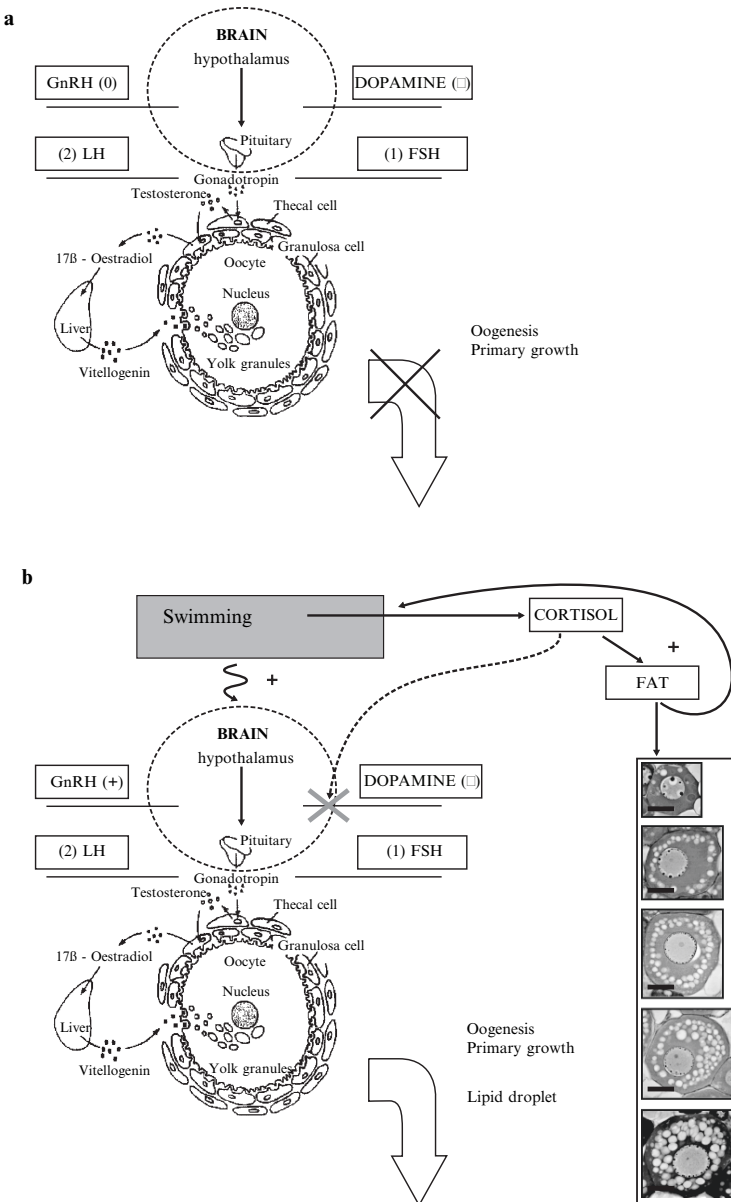 a
BRAIN
hypothalamus
GnRH (0)
DOPAMINE (□)
(2) LH
Pituitary
(1) FSH
Gonadotropin
Testosterone
Thecal cell
Granulosa cell
17ß - Oestradiol
Oocyte
Nucleus
Liver
Yolk granules
Vitellogenin
Oogenesis
Primary growth
b
Swimming
CORTISOL
+
FAT
+
BRAIN
hypothalamus
GnRH (+)
DOPAMINE (□)
(2) LH
Pituitary
(1) FSH
Gonadotropin
Testosterone
Thecal cell
Granulosa cell
17ß - Oestradiol
Oocyte
Nucleus
Liver
Yolk granules
Vitellogenin
Oogenesis
Primary growth
Lipid droplet